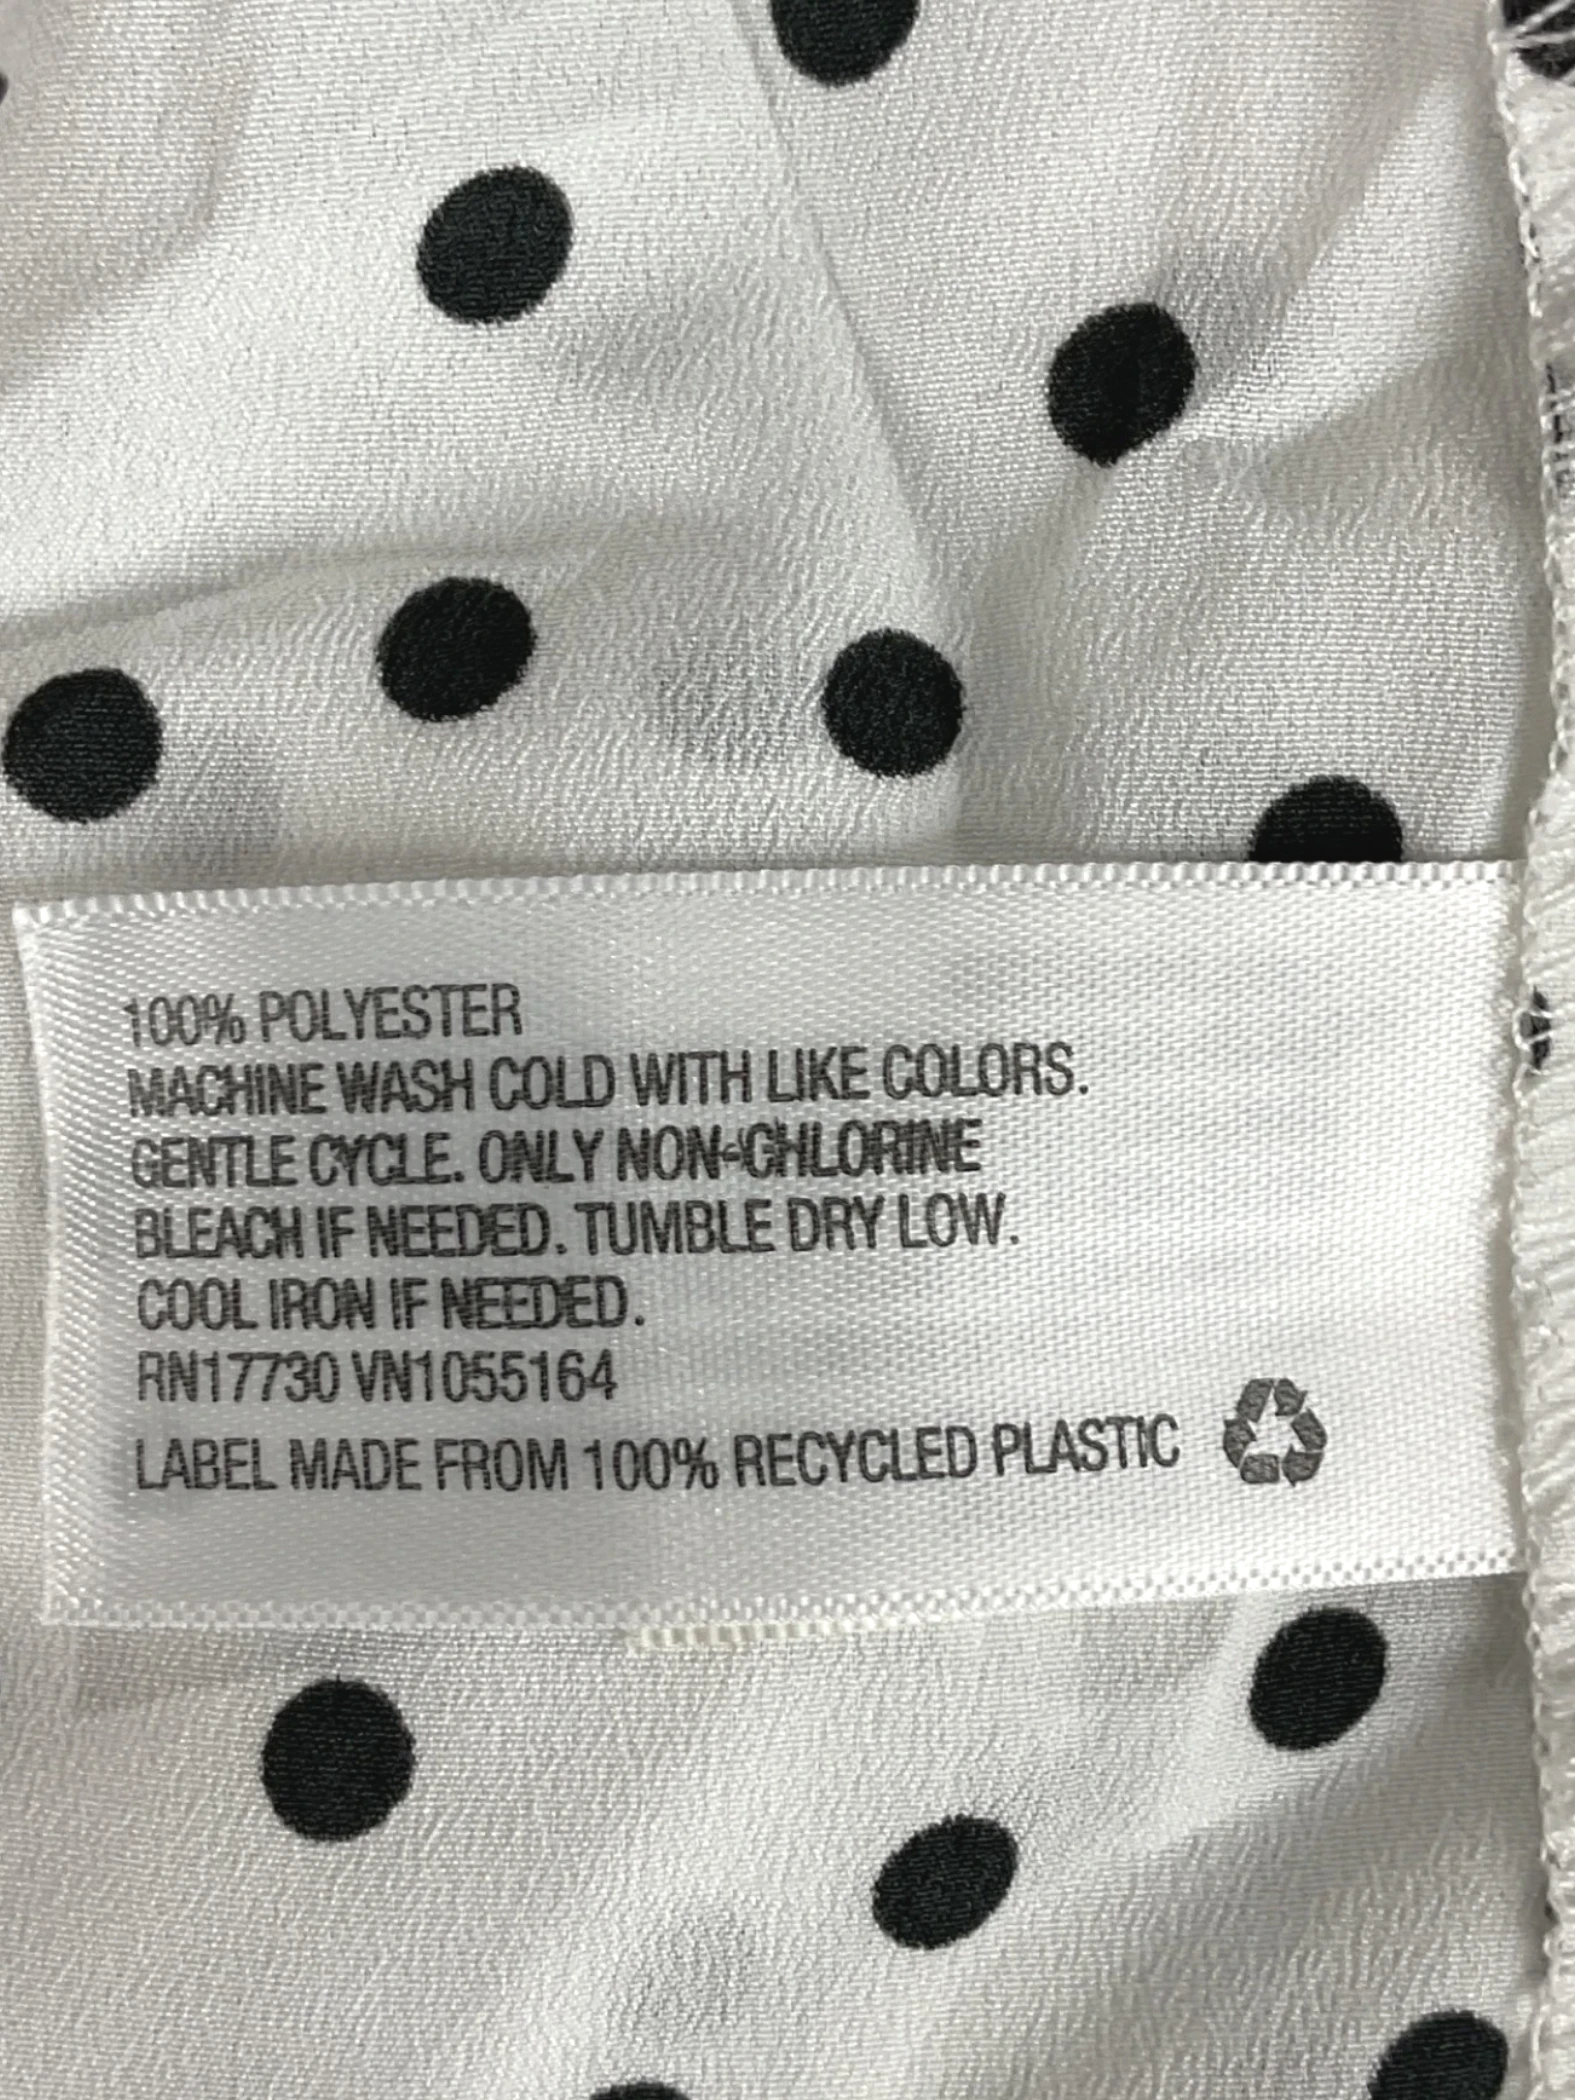 100% POLYESTER
MACHINE WASH COLD WITH LIKE COLORS.
GENTLE CYCLE. ONLY NON-CHLORINE
BLEACH IF NEEDED. TUMBLE DRY LOW.
COOL IRON IF NEEDED.
RN17730 VN1055164
LABEL MADE FROM 100% RECYCLED PLASTIC